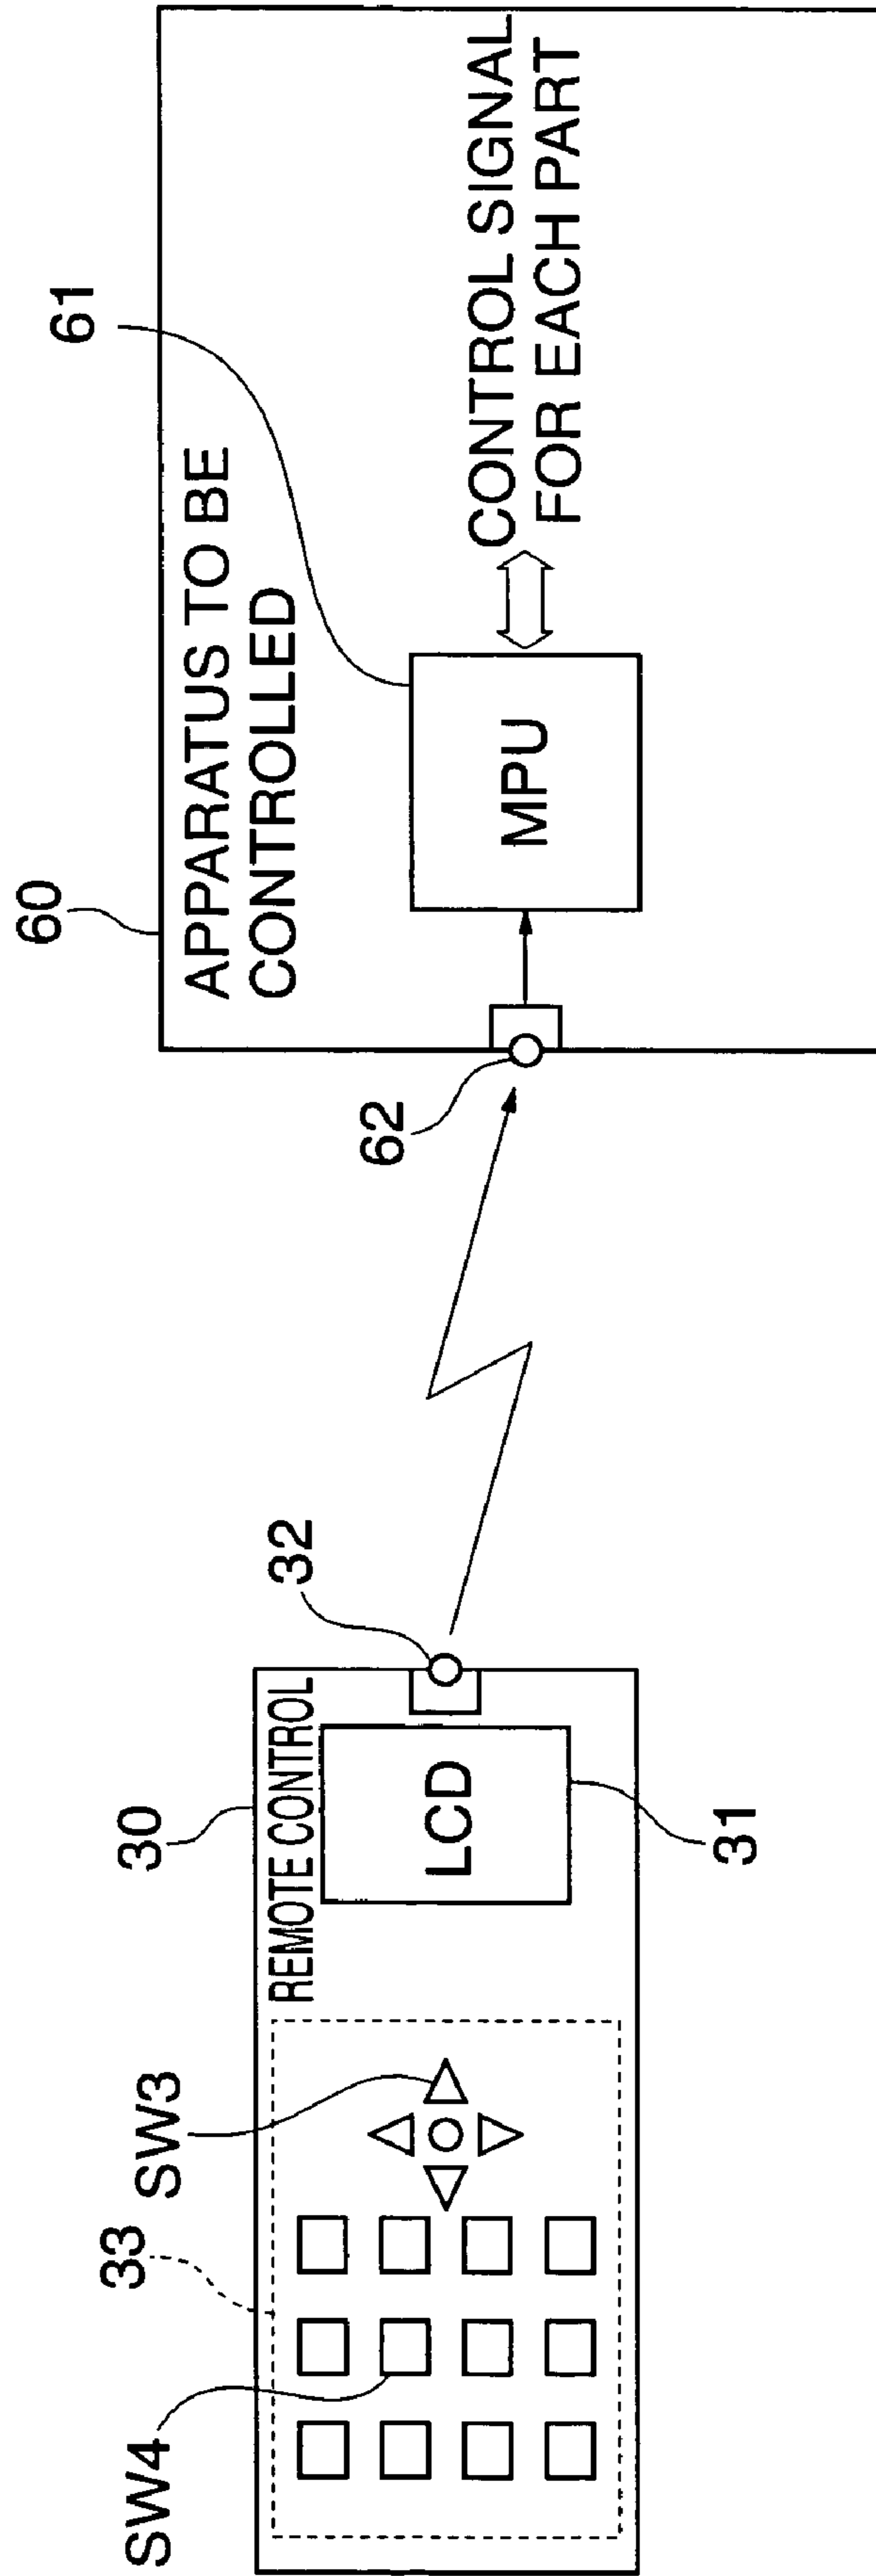 SW4
33
SW3
30
REMOTE CONTROL
LCD
31
32
62
60
APPARATUS TO BE
CONTROLLED
61
MPU
CONTROL SIGNAL
FOR EACH PART